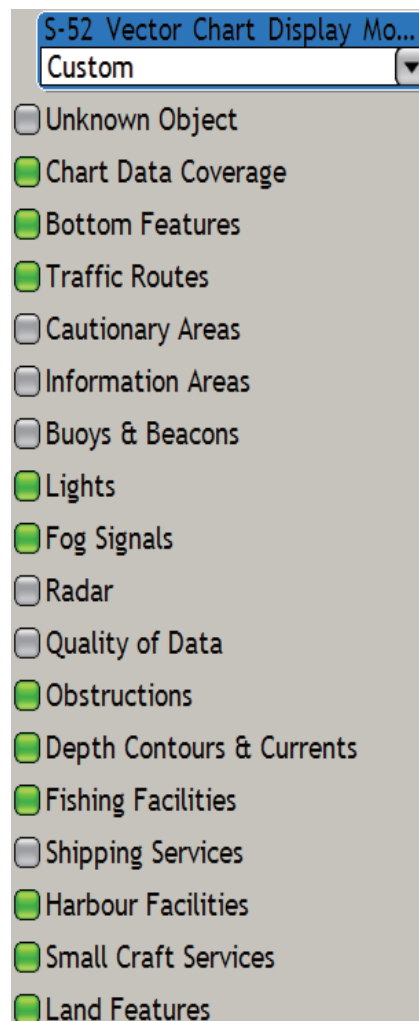 S-52 Vector Chart Display Mo...
Custom
Unknown Object
Chart Data Coverage
Bottom Features
Traffic Routes
Cautionary Areas
Information Areas
Buoys & Beacons
Lights
Fog Signals
Radar
Quality of Data
Obstructions
Depth Contours & Currents
Fishing Facilities
Shipping Services
Harbour Facilities
Small Craft Services
Land Features